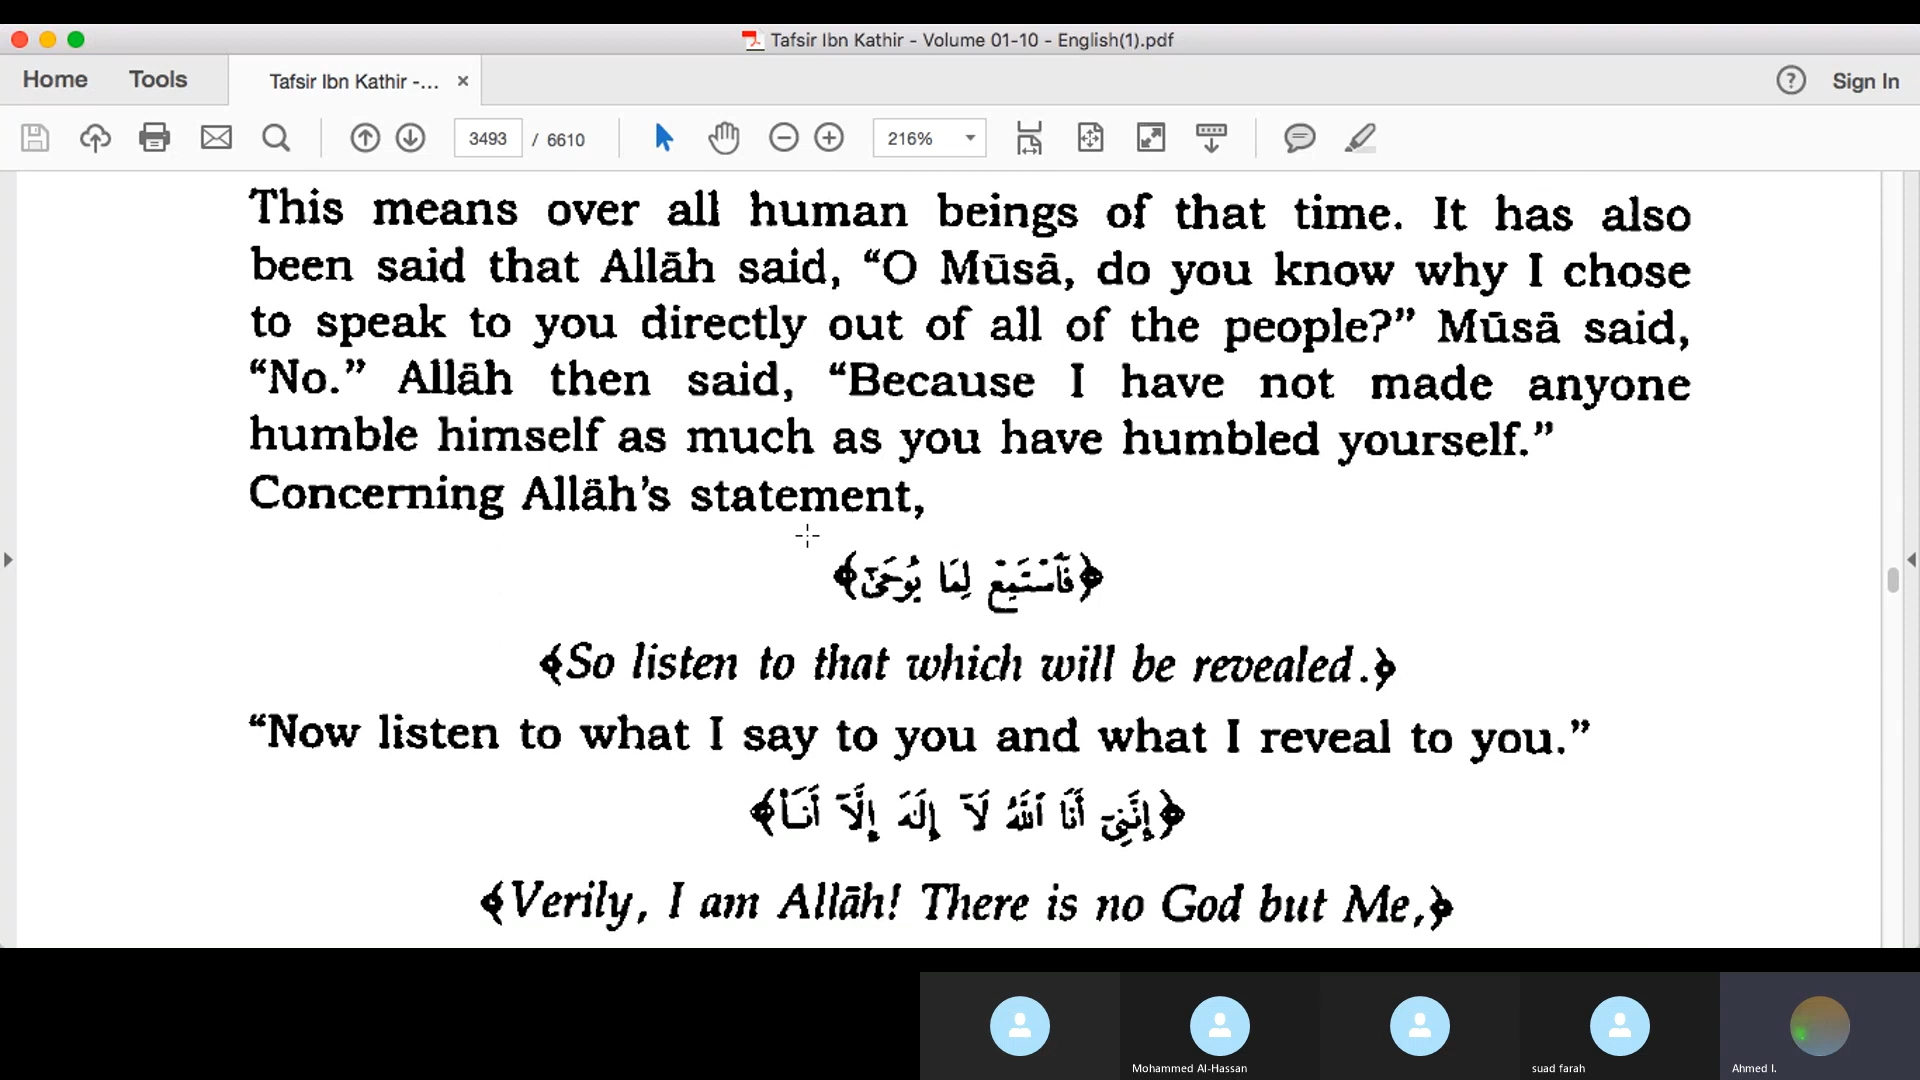 Tafsir Ibn Kathir - Volume 01-10 - English(1).pdf
Home Tools Tafsir Ibn Kathir -... × ? Sign In
3493 / 6610 216%
This means over all human beings of that time. It has also
been said that Allāh said, “O Mūsā, do you know why I chose
to speak to you directly out of all of the people?” Mūsā said,
“No.” Allāh then said, “Because I have not made anyone
humble himself as much as you have humbled yourself.”
Concerning Allāh’s statement,
﴿فَٱسْتَمِعْ لِمَا يُوحَىٰٓ﴾
﴾So listen to that which will be revealed.﴿
“Now listen to what I say to you and what I reveal to you.”
﴿إِنَّنِىٓ أَنَا ٱللَّهُ لَآ إِلَٰهَ إِلَّآ أَنَا۠﴾
﴾Verily, I am Allāh! There is no God but Me,﴿
Mohammed Al-Hassan suad farah Ahmed I.